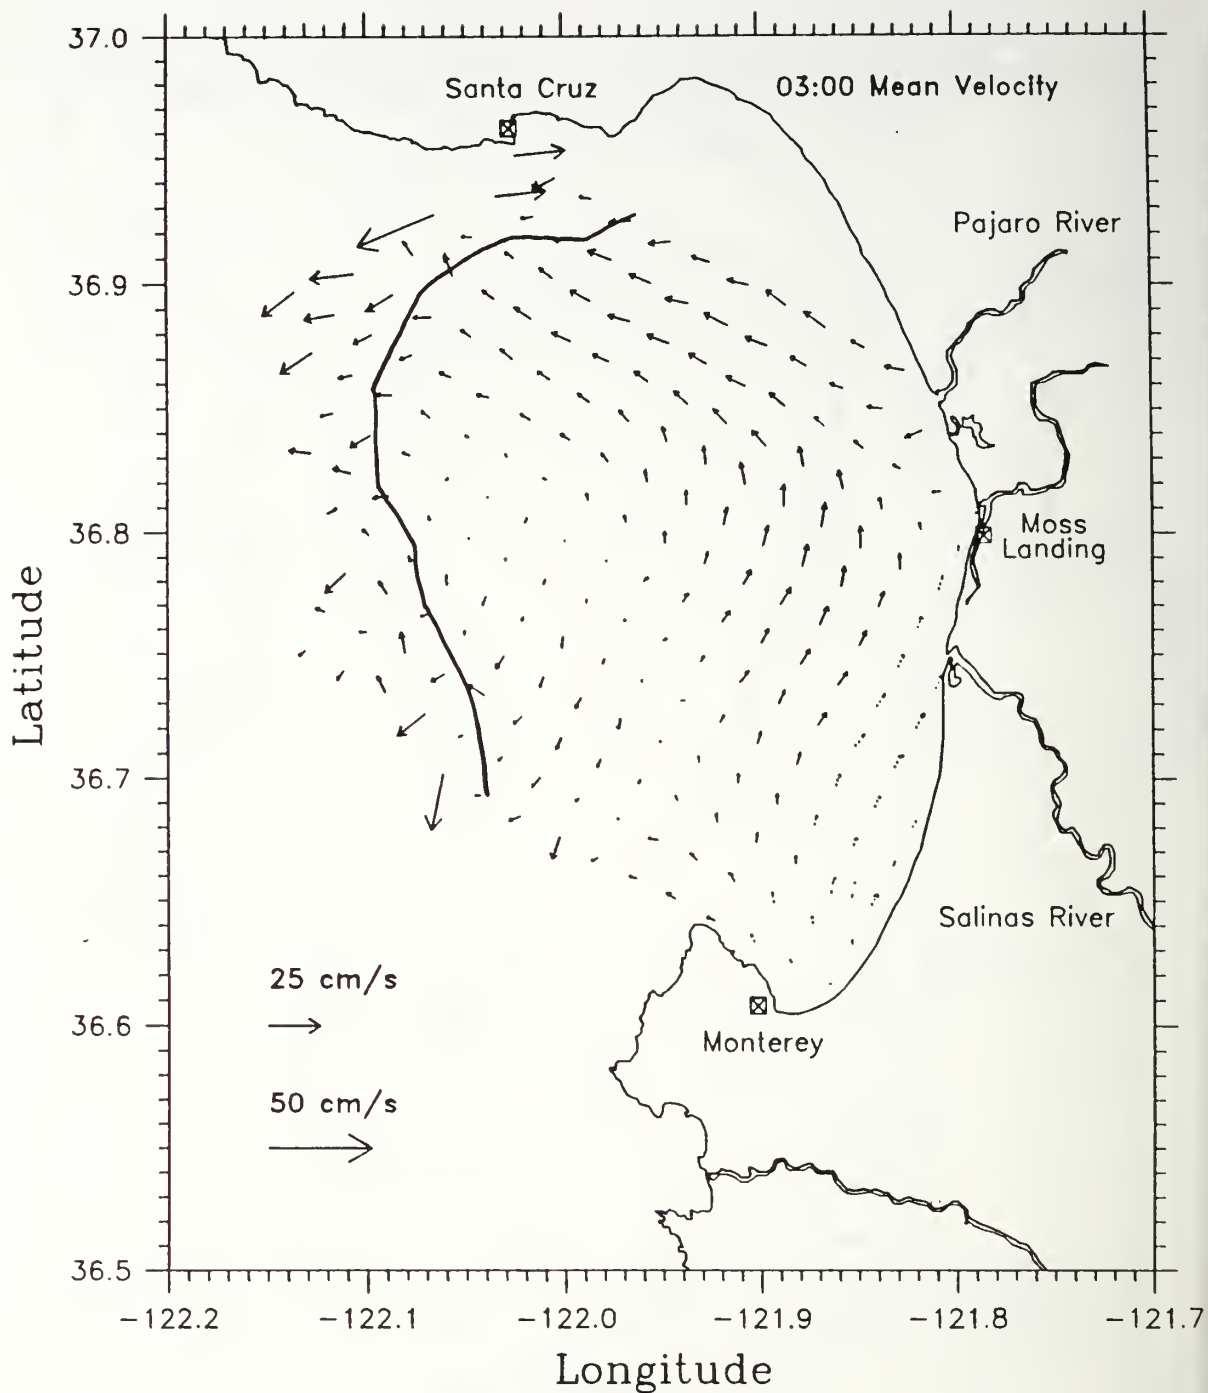 37.0
Santa Cruz
03:00 Mean Velocity
Pajaro River
36.9
36.8
Moss
Landing
Latitude
36.7
Salinas River
25 cm/s
36.6
Monterey
50 cm/s
36.5
-122.2
-122.1
-122.0
-121.9
-121.8
-121.7
Longitude